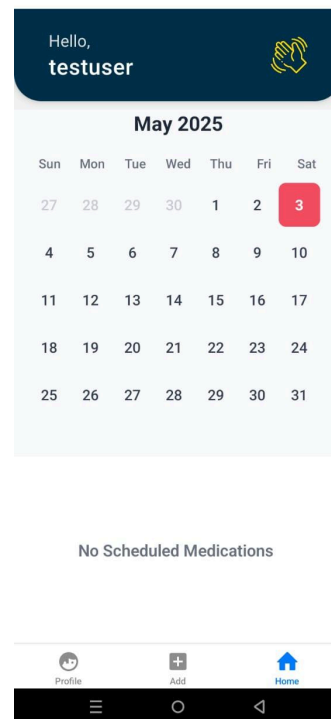 Hello,
testuser
May 2025
Sun Mon Tue Wed Thu Fri Sat
27 28 29 30 1 2 3
4 5 6 7 8 9 10
11 12 13 14 15 16 17
18 19 20 21 22 23 24
25 26 27 28 29 30 31
No Scheduled Medications
Profile Add Home